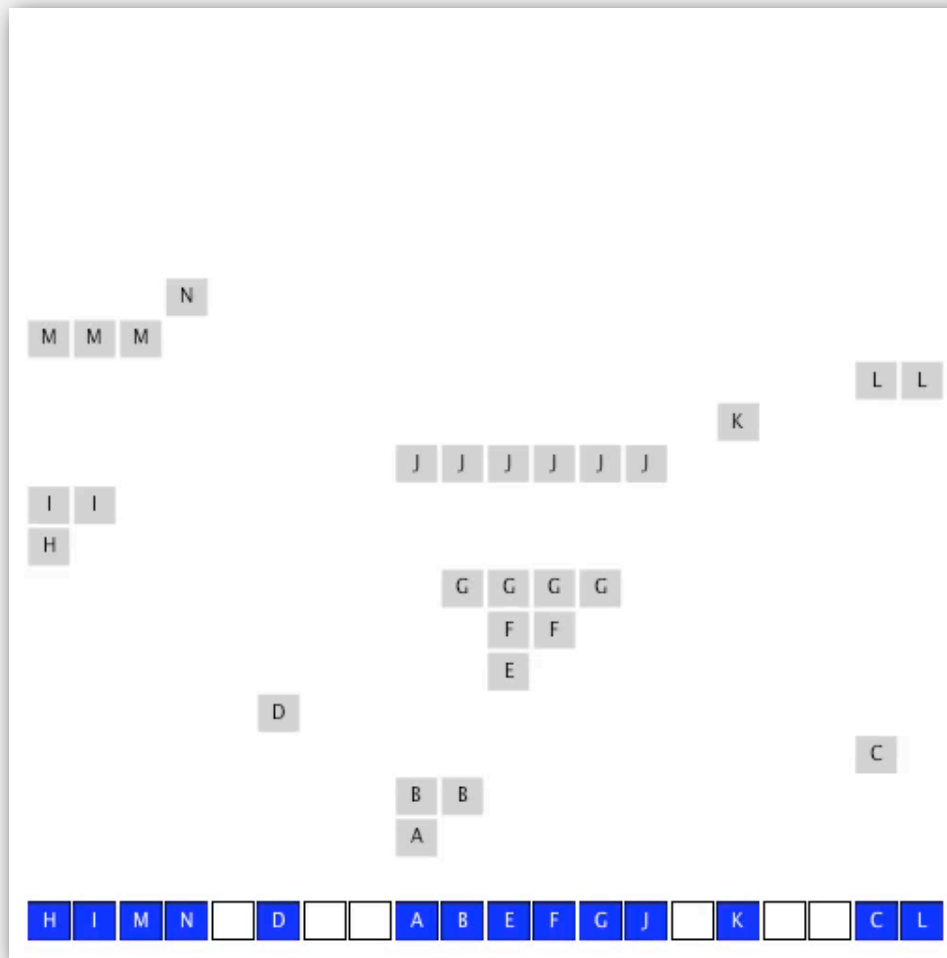 N
M M M
L L
K
J J J J J J
I I
H
G G G G
F F
E
D
C
B B
A
H I M N D A B E F G J K C L